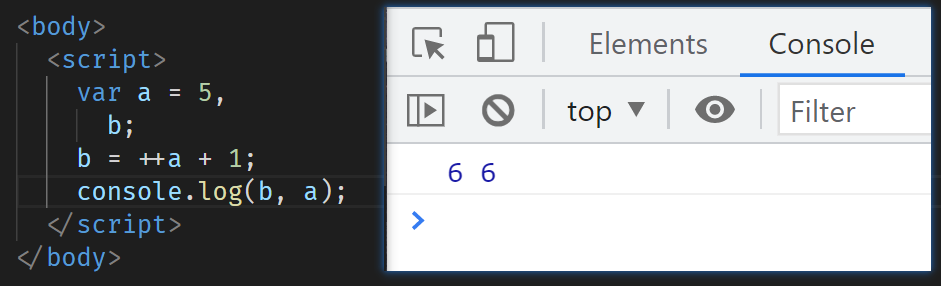 <body>
<script>
var a = 5,
b;
b = ++a + 1;
console.log(b, a);
</script>
</body>
Elements Console
top ▼ Filter
6 6
>